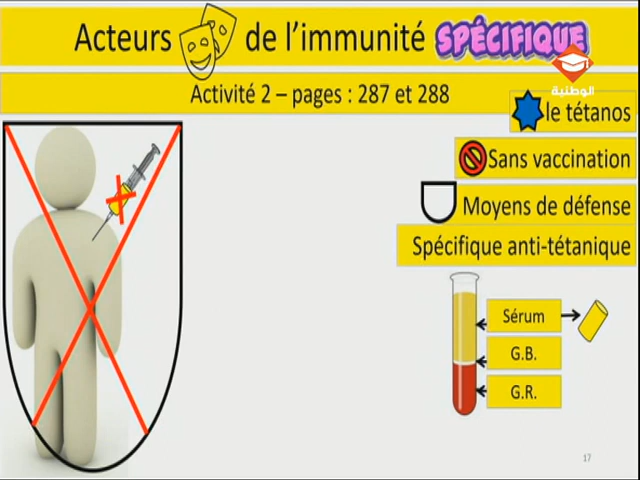 Acteurs de l’immunité SPÉCIFIQUE
الوطنية
Activité 2 – pages : 287 et 288
le tétanos
Sans vaccination
Moyens de défense
Spécifique anti-tétanique
Sérum
G.B.
G.R.
17